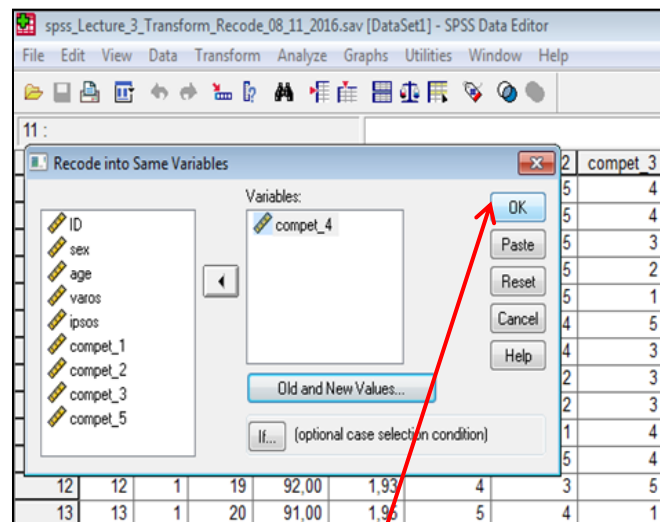 spss_Lecture_3_Transform_Recode_08_11_2016.sav [DataSet1] - SPSS Data Editor
File Edit View Data Transform Analyze Graphs Utilities Window Help
11 :
Recode into Same Variables
2 compet_3
Variables:
ID
sex
age
varos
ipsos
compet_1
compet_2
compet_3
compet_5
compet_4
OK
Paste
Reset
Cancel
Help
Old and New Values...
If... (optional case selection condition)
5 4
5 4
5 3
5 2
5 1
4 5
4 3
2 3
2 3
1 4
5 4
12 12 1 19 92,00 1,93 4 3 5
13 13 1 20 91,00 1,95 5 4 1